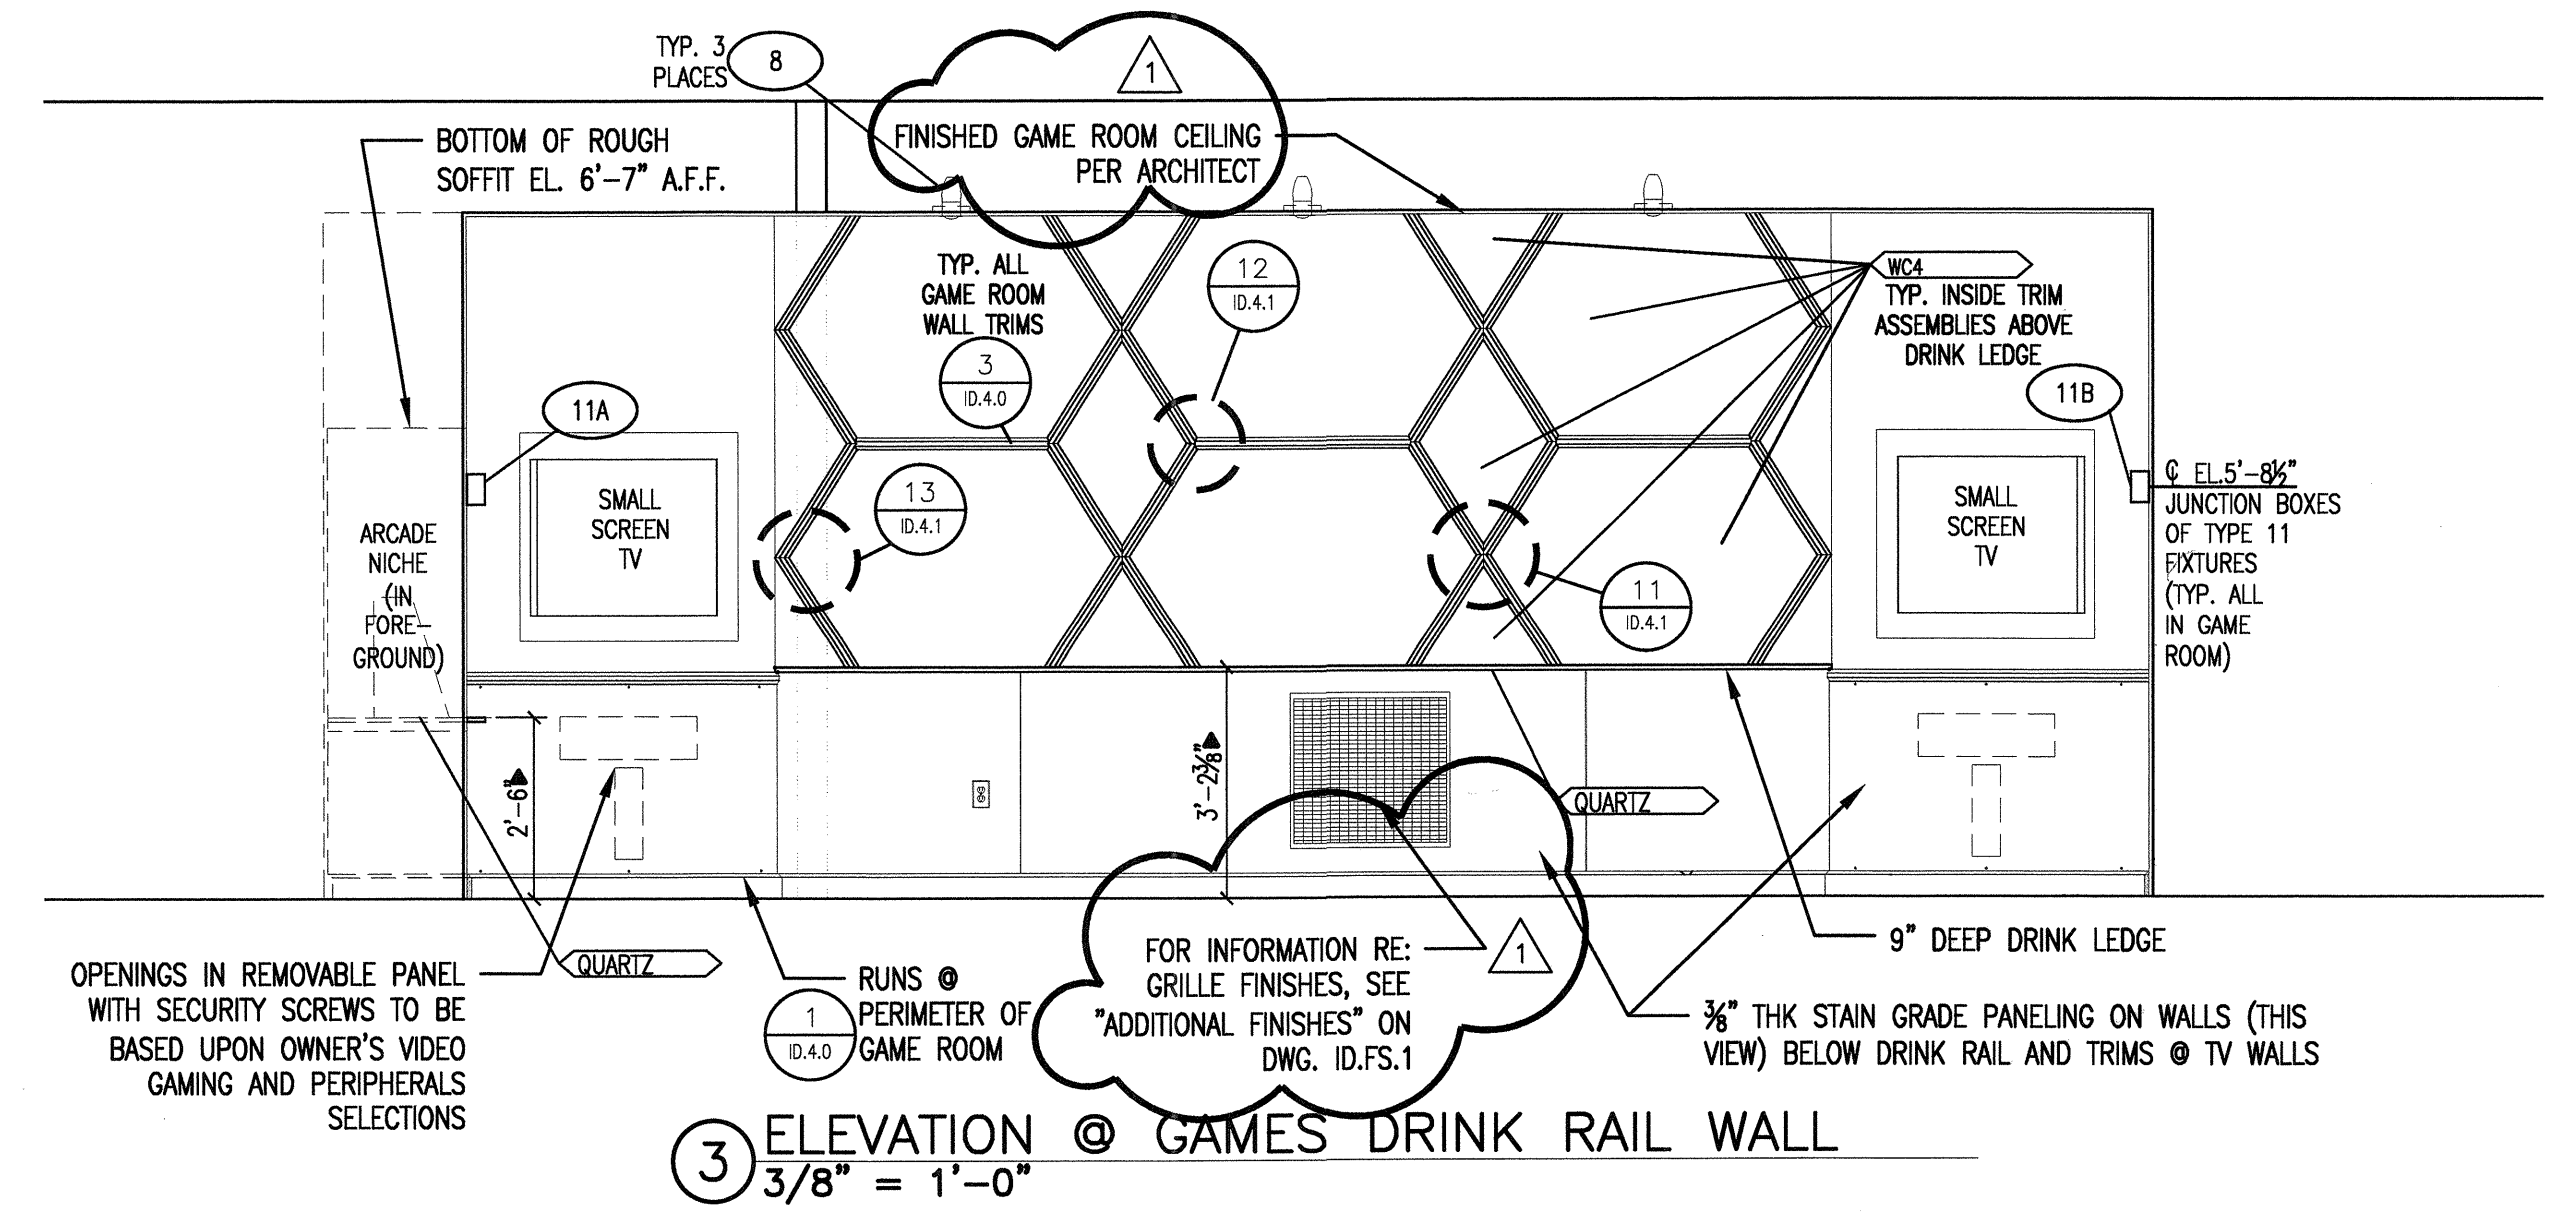 TYP. 3
PLACES
8
1
FINISHED GAME ROOM CEILING
PER ARCHITECT
BOTTOM OF ROUGH
SOFFIT EL. 6'-7" A.F.F.
TYP. ALL
GAME ROOM
WALL TRIMS
3
ID.4.0
12
ID.4.1
WC4
TYP. INSIDE TRIM
ASSEMBLIES ABOVE
DRINK LEDGE
11A
11B
SMALL
SCREEN
TV
13
ID.4.1
11
ID.4.1
SMALL
SCREEN
TV
ARCADE
NICHE
(IN
FORE-
GROUND)
℄ EL.5'-8½"
JUNCTION BOXES
OF TYPE 11
FIXTURES
(TYP. ALL
IN GAME
ROOM)
2'-6"
3'-2⅜"
QUARTZ
QUARTZ
OPENINGS IN REMOVABLE PANEL
WITH SECURITY SCREWS TO BE
BASED UPON OWNER'S VIDEO
GAMING AND PERIPHERALS
SELECTIONS
RUNS @
PERIMETER OF
GAME ROOM
1
ID.4.0
FOR INFORMATION RE:
GRILLE FINISHES, SEE
"ADDITIONAL FINISHES" ON
DWG. ID.FS.1
1
9" DEEP DRINK LEDGE
⅜" THK STAIN GRADE PANELING ON WALLS (THIS
VIEW) BELOW DRINK RAIL AND TRIMS @ TV WALLS
3
ELEVATION @ GAMES DRINK RAIL WALL
3/8" = 1'-0"